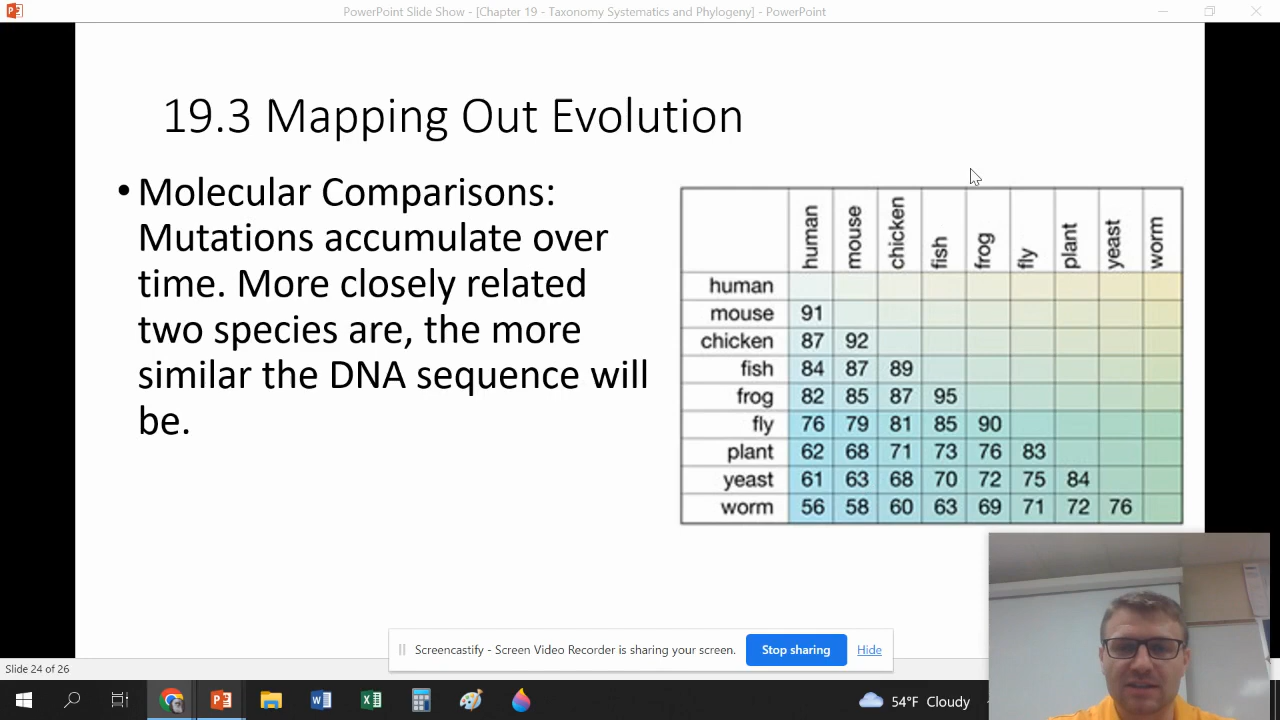 PowerPoint Slide Show - [Chapter 19 - Taxonomy Systematics and Phylogeny] - PowerPoint
19.3 Mapping Out Evolution
• Molecular Comparisons:
Mutations accumulate over
time. More closely related
two species are, the more
similar the DNA sequence will
be.
human mouse chicken fish frog fly plant yeast worm
human
mouse 91
chicken 87 92
fish 84 87 89
frog 82 85 87 95
fly 76 79 81 85 90
plant 62 68 71 73 76 83
yeast 61 63 68 70 72 75 84
worm 56 58 60 63 69 71 72 76
Screencastify - Screen Video Recorder is sharing your screen. Stop sharing Hide
Slide 24 of 26
54°F Cloudy